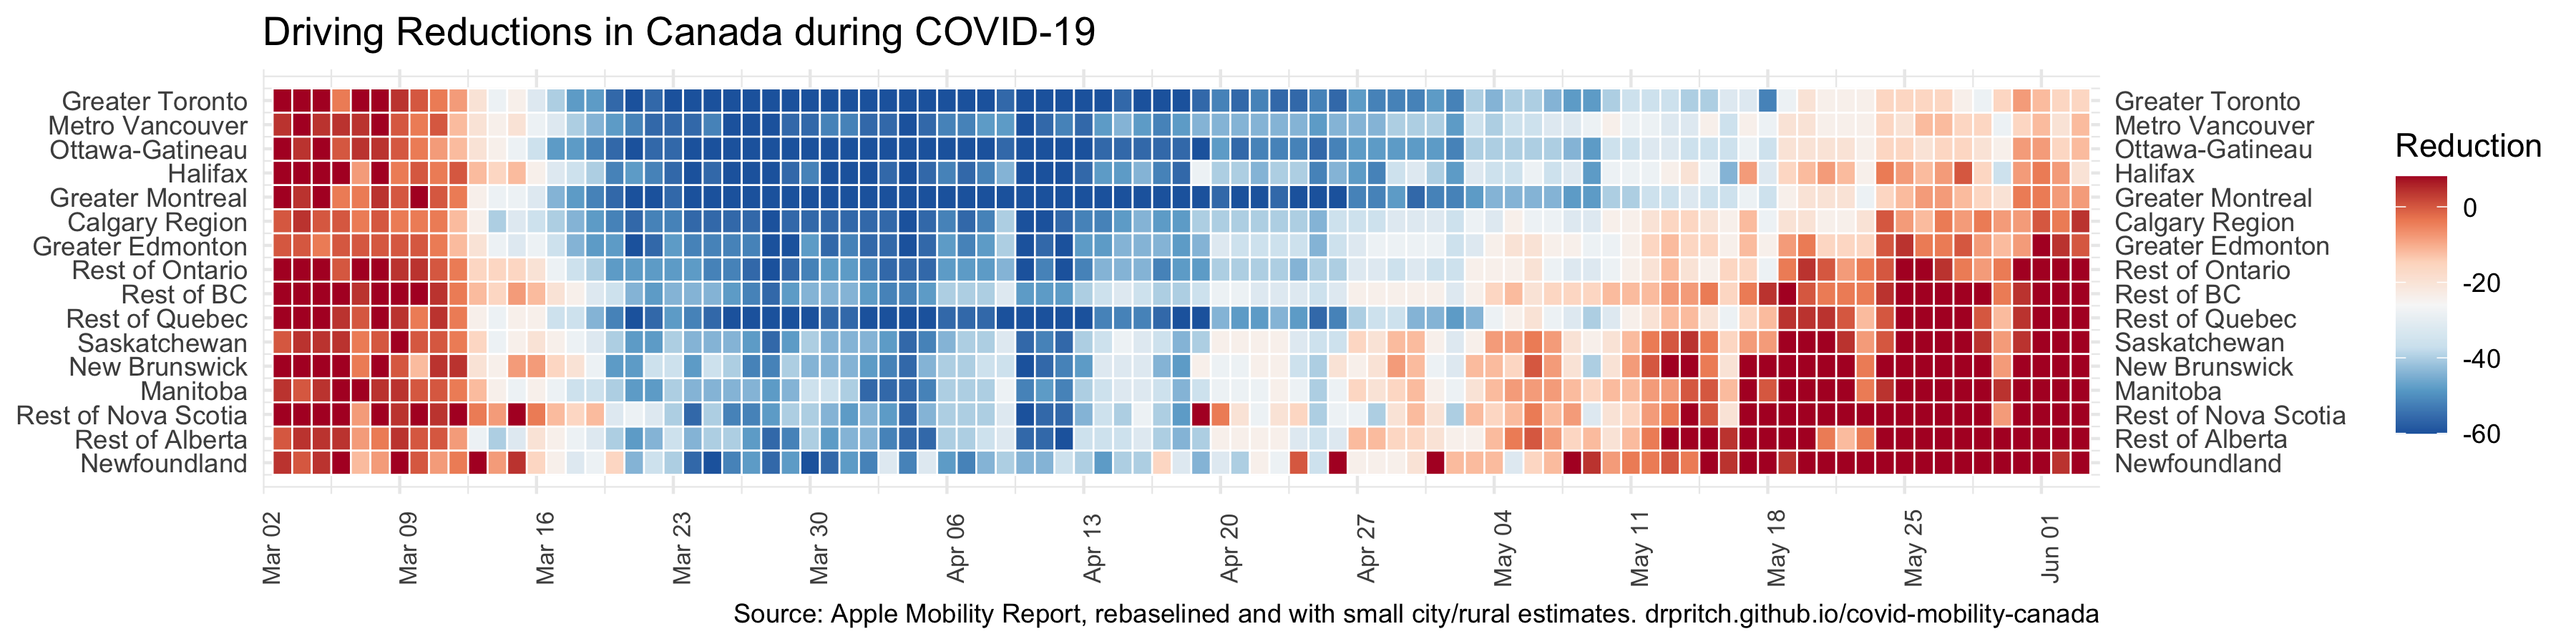 Driving Reductions in Canada during COVID-19
Greater Toronto
Metro Vancouver
Ottawa-Gatineau
Halifax
Greater Montreal
Calgary Region
Greater Edmonton
Rest of Ontario
Rest of BC
Rest of Quebec
Saskatchewan
New Brunswick
Manitoba
Rest of Nova Scotia
Rest of Alberta
Newfoundland
Greater Toronto
Metro Vancouver
Ottawa-Gatineau
Halifax
Greater Montreal
Calgary Region
Greater Edmonton
Rest of Ontario
Rest of BC
Rest of Quebec
Saskatchewan
New Brunswick
Manitoba
Rest of Nova Scotia
Rest of Alberta
Newfoundland
Reduction
0
-20
-40
-60
Mar 02
Mar 09
Mar 16
Mar 23
Mar 30
Apr 06
Apr 13
Apr 20
Apr 27
May 04
May 11
May 18
May 25
Jun 01
Source: Apple Mobility Report, rebaselined and with small city/rural estimates. drpritch.github.io/covid-mobility-canada